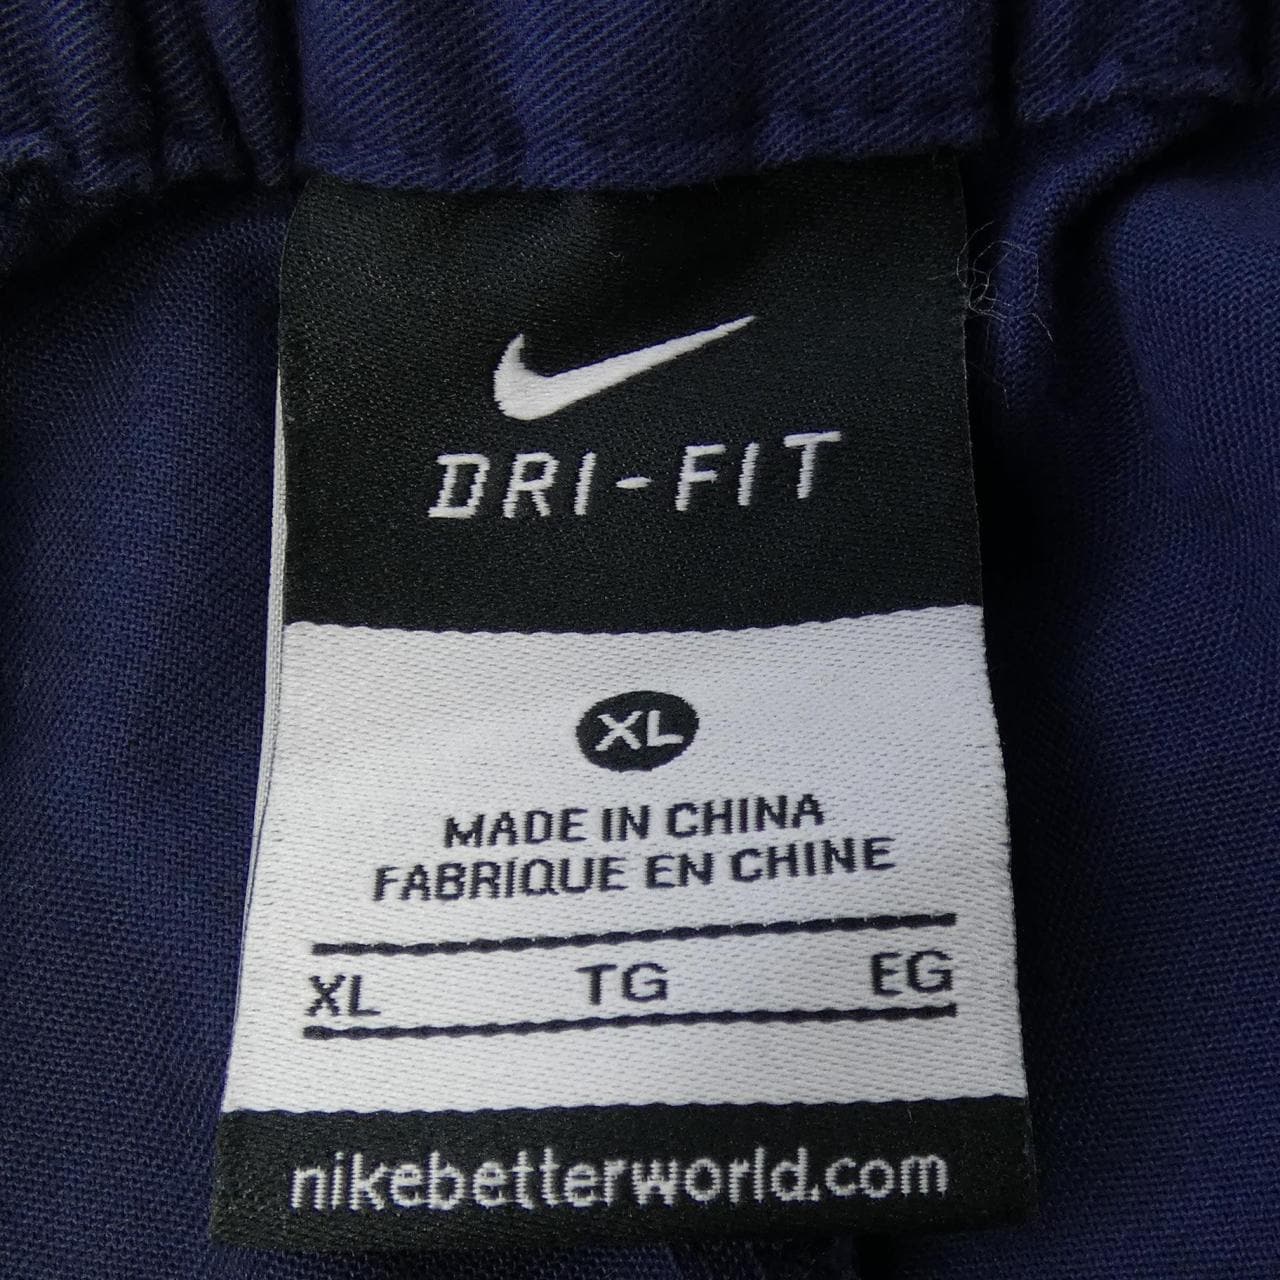 DRI-FIT
XL
MADE IN CHINA
FABRIQUE EN CHINE
XL TG EG
nikebetterworld.com